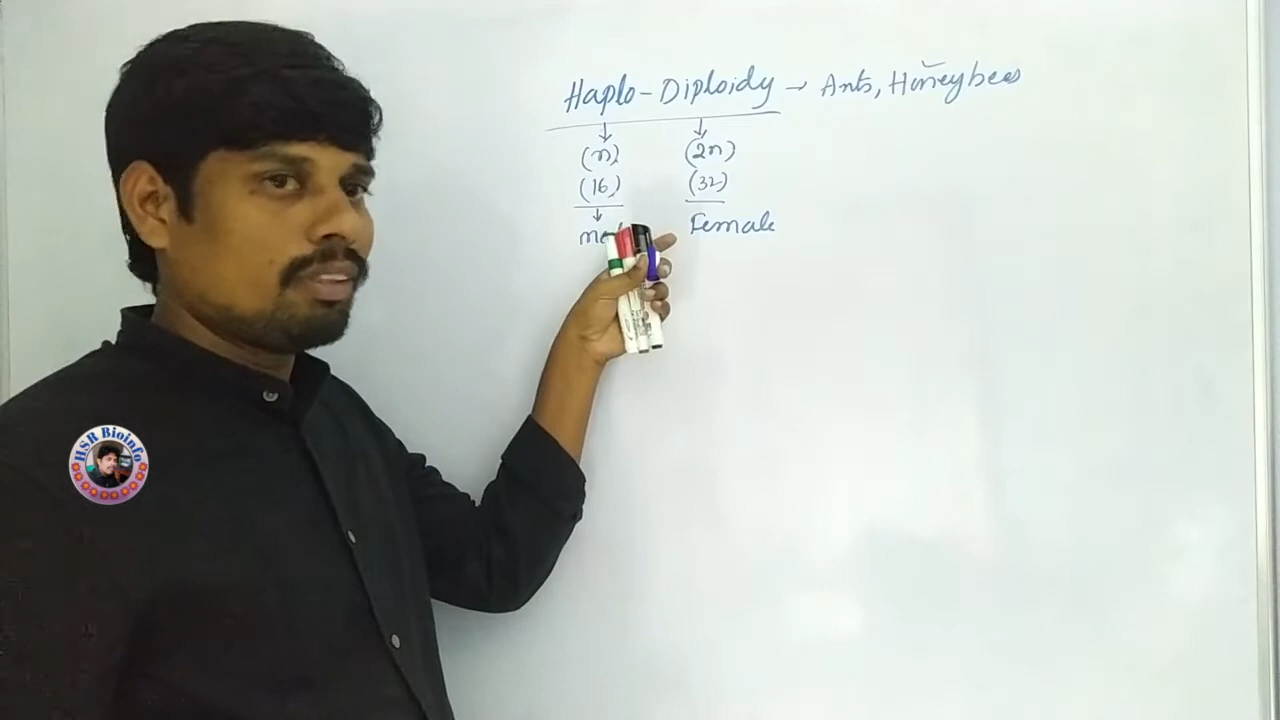 Haplo-Diploidy → Ants, Honeybees
(n) (2n)
(16) (32)
Female
HSR Bioinfo